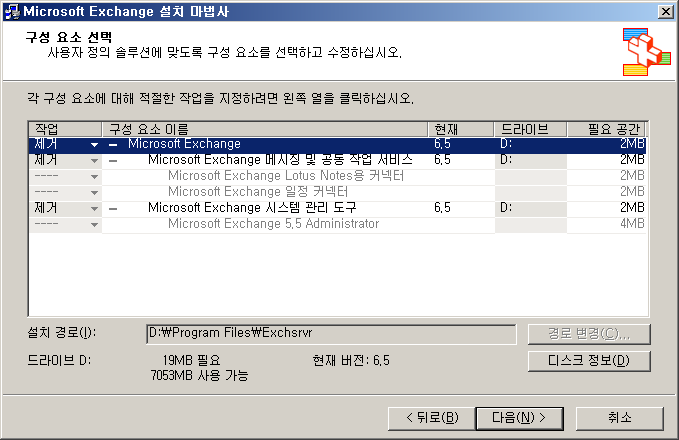 Microsoft Exchange 설치 마법사
구성 요소 선택
사용자 정의 솔루션에 맞도록 구성 요소를 선택하고 수정하십시오.
각 구성 요소에 대해 적절한 작업을 지정하려면 왼쪽 열을 클릭하십시오.
작업 구성 요소 이름 현재 드라이브 필요 공간
제거 Microsoft Exchange 6.5 D: 2MB
제거 Microsoft Exchange 메시징 및 공동 작업 서비스 6.5 D: 2MB
---- Microsoft Exchange Lotus Notes용 커넥터 2MB
---- Microsoft Exchange 일정 커넥터 2MB
제거 Microsoft Exchange 시스템 관리 도구 6.5 D: 2MB
---- Microsoft Exchange 5.5 Administrator 4MB
설치 경로(I): D:₩Program Files₩Exchsrvr 경로 변경(C)...
드라이브 D: 19MB 필요 현재 버전: 6.5 디스크 정보(D)
7053MB 사용 가능
< 뒤로(B) 다음(N) > 취소